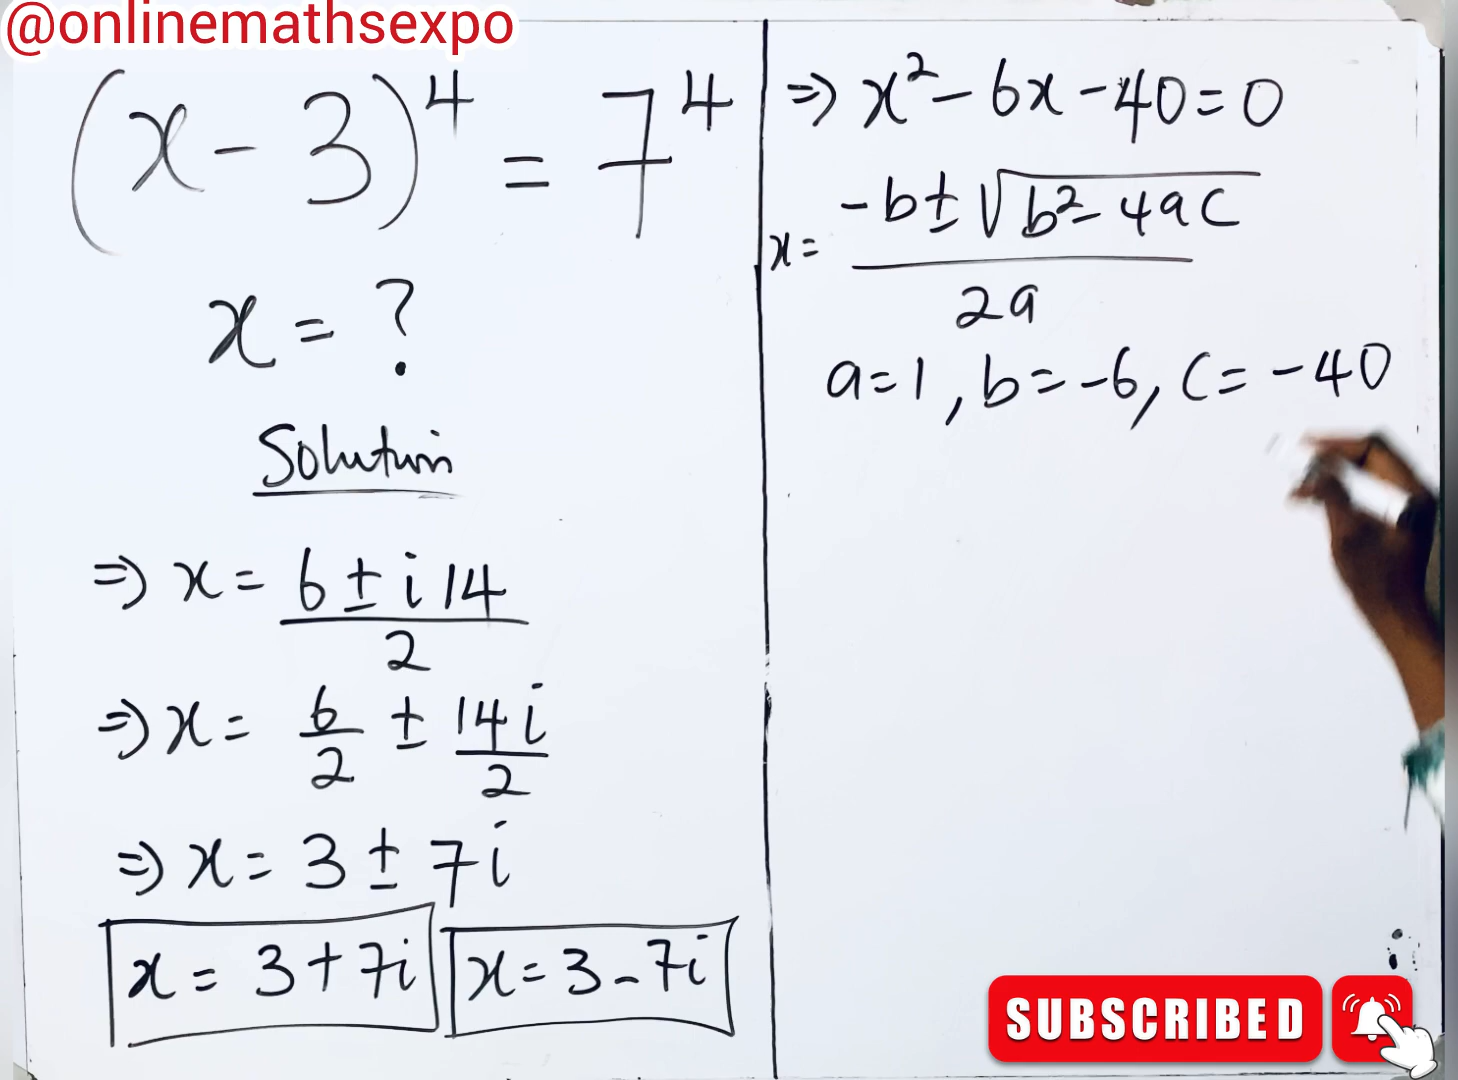 @onlinemathsexpo
(x - 3)⁴ = 7⁴
x = ?
Solution
⇒ x = (6 ± i14)/2
⇒ x = 6/2 ± 14i/2
⇒ x = 3 ± 7i
x = 3 + 7i
x = 3 - 7i
⇒ x² - 6x - 40 = 0
x = (-b ± √(b² - 4ac))/2a
a = 1, b = -6, c = -40
SUBSCRIBED